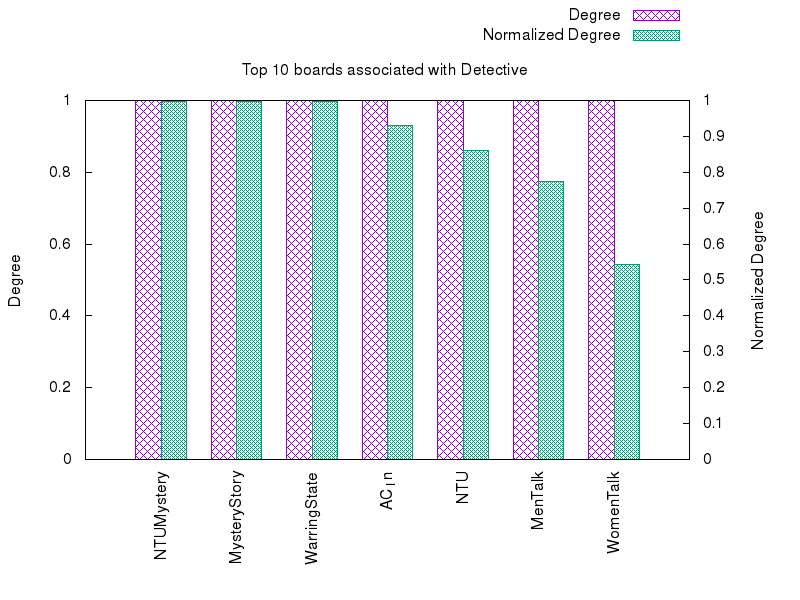 Degree
Normalized Degree
Top 10 boards associated with Detective
1
0.8
0.6
0.4
0.2
0
Degree
1
0.9
0.8
0.7
0.6
0.5
0.4
0.3
0.2
0.1
0
Normalized Degree
NTUMystery
MysteryStory
WarringState
ACIn
NTU
MenTalk
WomenTalk